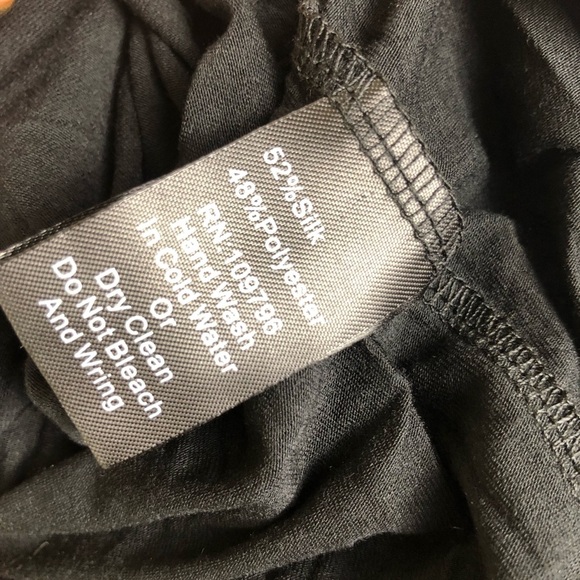 52%Silk
48%Polyester
RN 109796
Hand Wash
In Cold Water
Or
Dry Clean
Do Not Bleach
And Wring